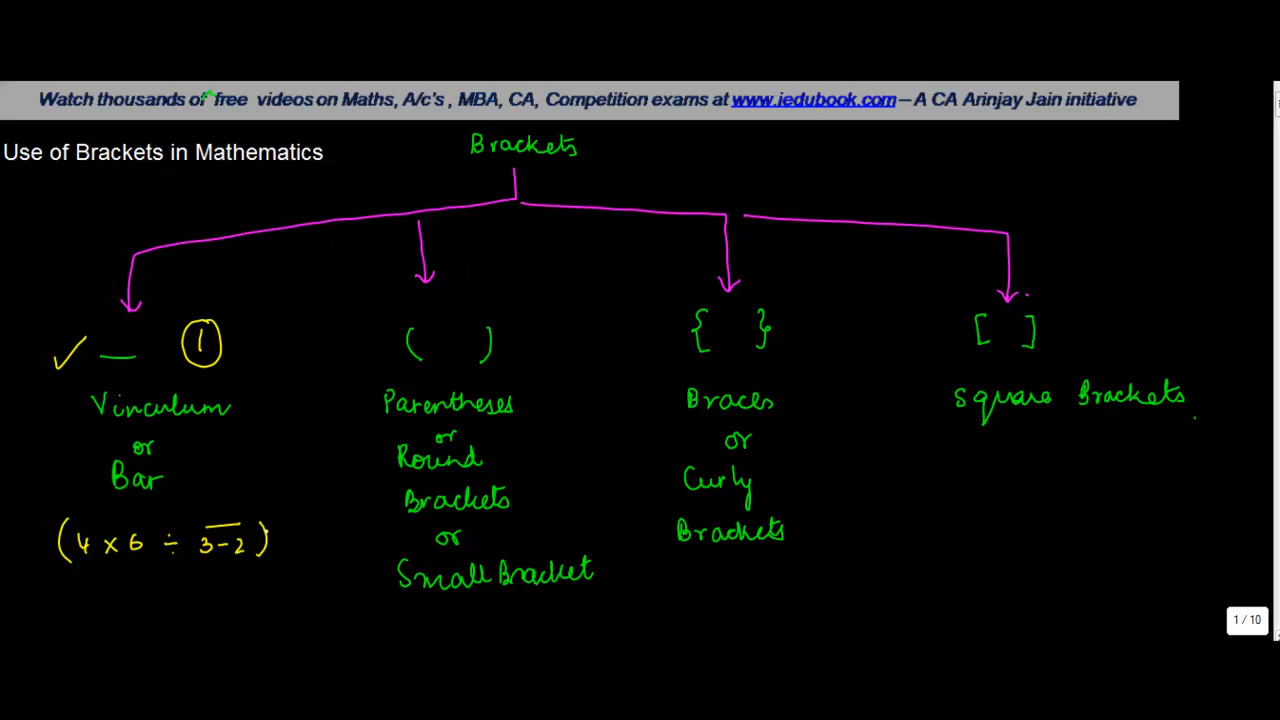 Watch thousands of free videos on Maths, A/c's , MBA, CA, Competition exams at www.iedubook.com – A CA Arinjay Jain initiative
Use of Brackets in Mathematics
Brackets
— ①
( )
{ }
[ ]
Vinculum
or
Bar
(4 × 6 ÷ 3̅ ̅-̅ ̅2̅)
Parentheses
or
Round
Brackets
or
Small Bracket
Braces
or
Curly
Brackets
Square Brackets
1 / 10